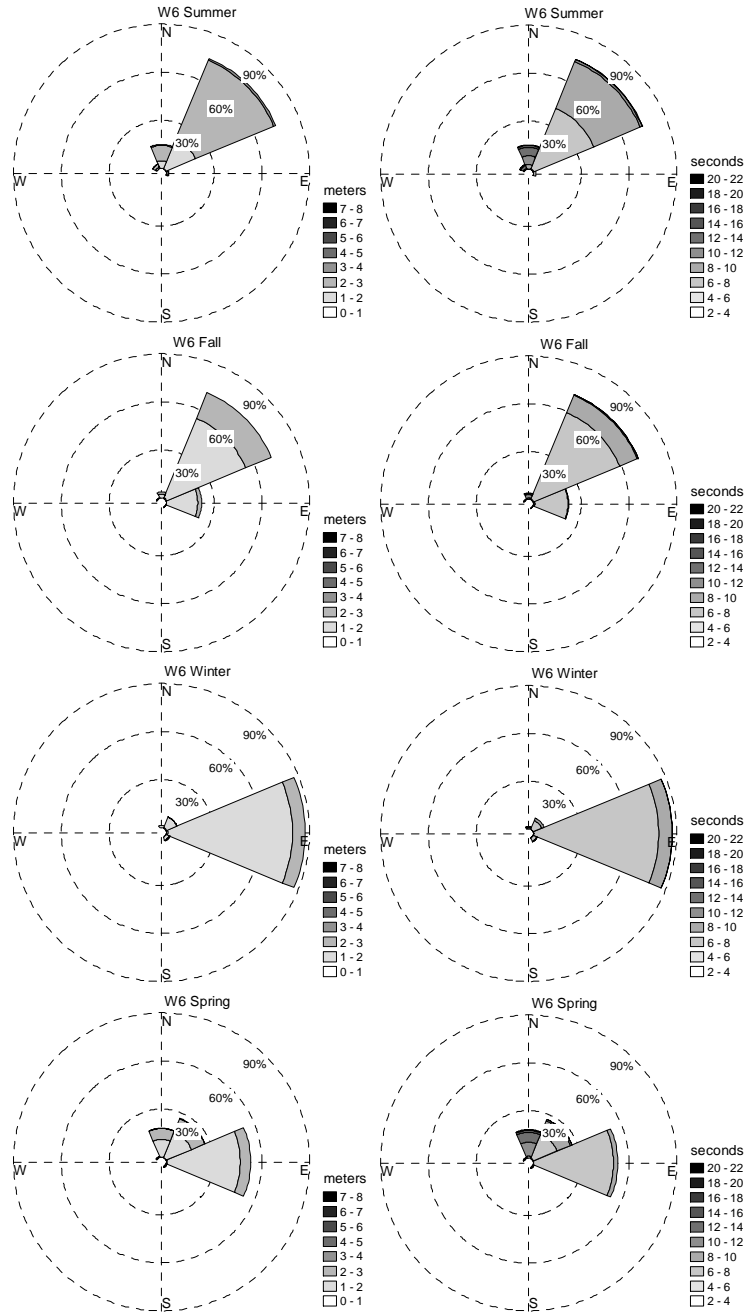 W6 Summer
N
90%
60%
30%
W
E
S
meters
7 - 8
6 - 7
5 - 6
4 - 5
3 - 4
2 - 3
1 - 2
0 - 1
W6 Summer
N
90%
60%
30%
W
E
S
seconds
20 - 22
18 - 20
16 - 18
14 - 16
12 - 14
10 - 12
8 - 10
6 - 8
4 - 6
2 - 4
W6 Fall
N
90%
60%
30%
W
E
S
meters
7 - 8
6 - 7
5 - 6
4 - 5
3 - 4
2 - 3
1 - 2
0 - 1
W6 Fall
N
90%
60%
30%
W
E
S
seconds
20 - 22
18 - 20
16 - 18
14 - 16
12 - 14
10 - 12
8 - 10
6 - 8
4 - 6
2 - 4
W6 Winter
N
90%
60%
30%
W
E
S
meters
7 - 8
6 - 7
5 - 6
4 - 5
3 - 4
2 - 3
1 - 2
0 - 1
W6 Winter
N
90%
60%
30%
W
E
S
seconds
20 - 22
18 - 20
16 - 18
14 - 16
12 - 14
10 - 12
8 - 10
6 - 8
4 - 6
2 - 4
W6 Spring
N
90%
60%
30%
W
E
S
meters
7 - 8
6 - 7
5 - 6
4 - 5
3 - 4
2 - 3
1 - 2
0 - 1
W6 Spring
N
90%
60%
30%
W
E
S
seconds
20 - 22
18 - 20
16 - 18
14 - 16
12 - 14
10 - 12
8 - 10
6 - 8
4 - 6
2 - 4